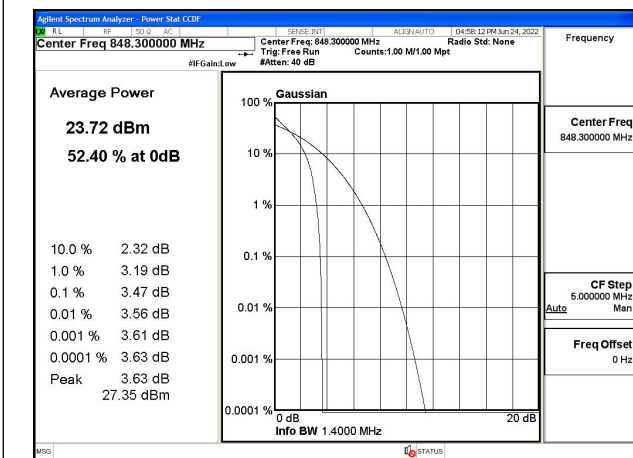 Agilent Spectrum Analyzer - Power Stat CCDF
RL RF 50 Ω AC SENSE:INT ALIGNAUTO 04:58:12 PM Jun 24, 2022
Center Freq 848.300000 MHz
Center Freq: 848.300000 MHz Radio Std: None
Trig: Free Run Counts:1.00 M/1.00 Mpt
#IFGain:Low #Atten: 40 dB
Frequency
Average Power
23.72 dBm
52.40 % at 0dB
10.0 % 2.32 dB
1.0 % 3.19 dB
0.1 % 3.47 dB
0.01 % 3.56 dB
0.001 % 3.61 dB
0.0001 % 3.63 dB
Peak 3.63 dB
27.35 dBm
Gaussian
100 %
10 %
1 %
0.1 %
0.01 %
0.001 %
0.0001 %
0 dB 20 dB
Info BW 1.4000 MHz
Center Freq
848.300000 MHz
CF Step
5.000000 MHz
Auto Man
Freq Offset
0 Hz
MSG STATUS